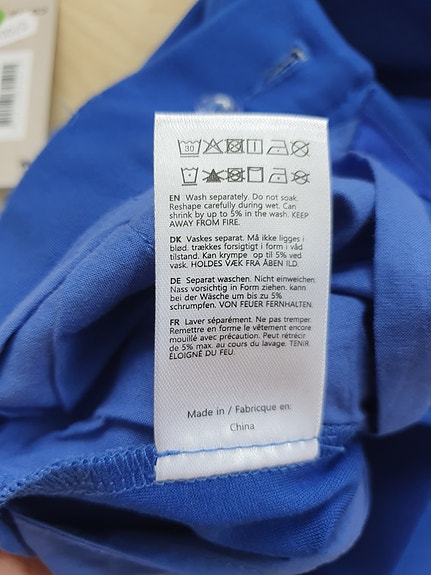 30
EN Wash separately. Do not soak.
Reshape carefully during wet. Can
shrink by up to 5% in the wash. KEEP
AWAY FROM FIRE.
DK Vaskes separat. Må ikke ligges i
blød. trækkes forsigtigt i form i våd
tilstand. Kan krympe op til 5% ved
vask. HOLDES VÆK FRA ÅBEN ILD.
DE Separat waschen. Nicht einweichen.
Nass vorsichtig in Form ziehen. kann
bei der Wäsche um bis zu 5%
schrumpfen. VON FEUER FERNHALTEN.
FR Laver séparément. Ne pas tremper.
Remettre en forme le vêtement encore
mouillé avec précaution. Peut rétrécir
de 5% max. au cours du lavage. TENIR
ÉLOIGNÉ DU FEU.
Made in / Fabricque en:
China